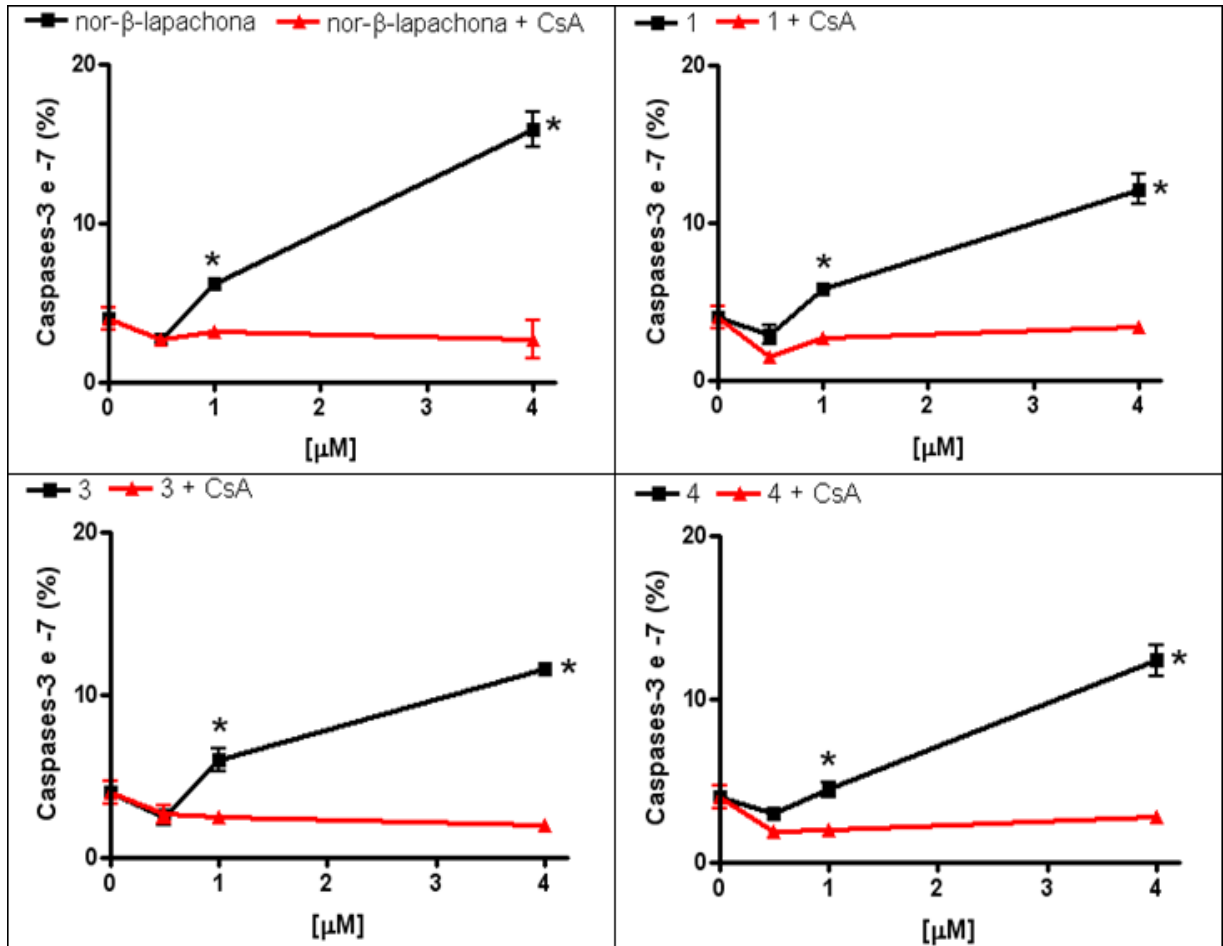 nor-β-lapachona nor-β-lapachona + CsA
20
10
0
Caspases-3 e -7 (%)
*
*
0 1 2 3 4
[μM]
1 1 + CsA
20
10
0
Caspases-3 e -7 (%)
*
*
0 1 2 3 4
[μM]
3 3 + CsA
20
10
0
Caspases-3 e -7 (%)
*
*
0 1 2 3 4
[μM]
4 4 + CsA
20
10
0
Caspases-3 e -7 (%)
*
*
0 1 2 3 4
[μM]